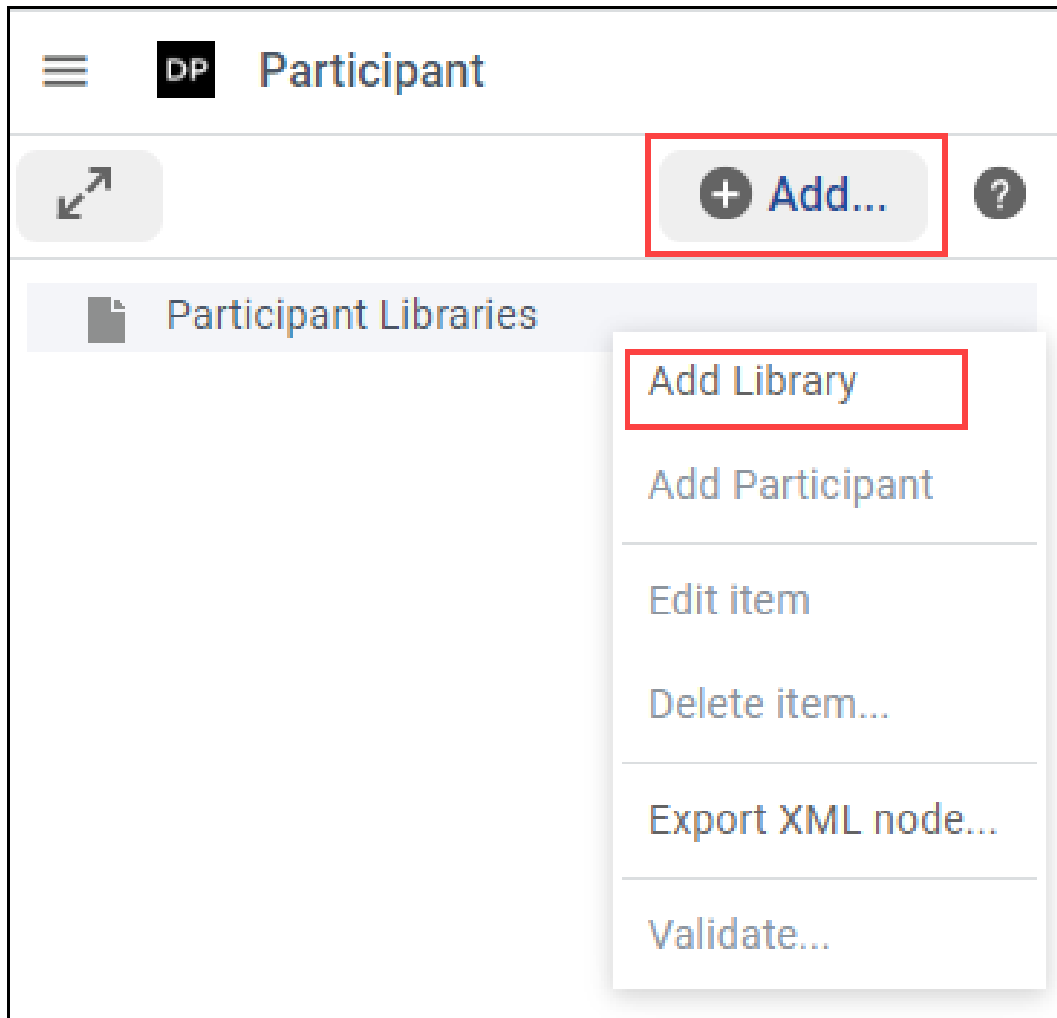 DP Participant
Add...
Participant Libraries
Add Library
Add Participant
Edit item
Delete item...
Export XML node...
Validate...